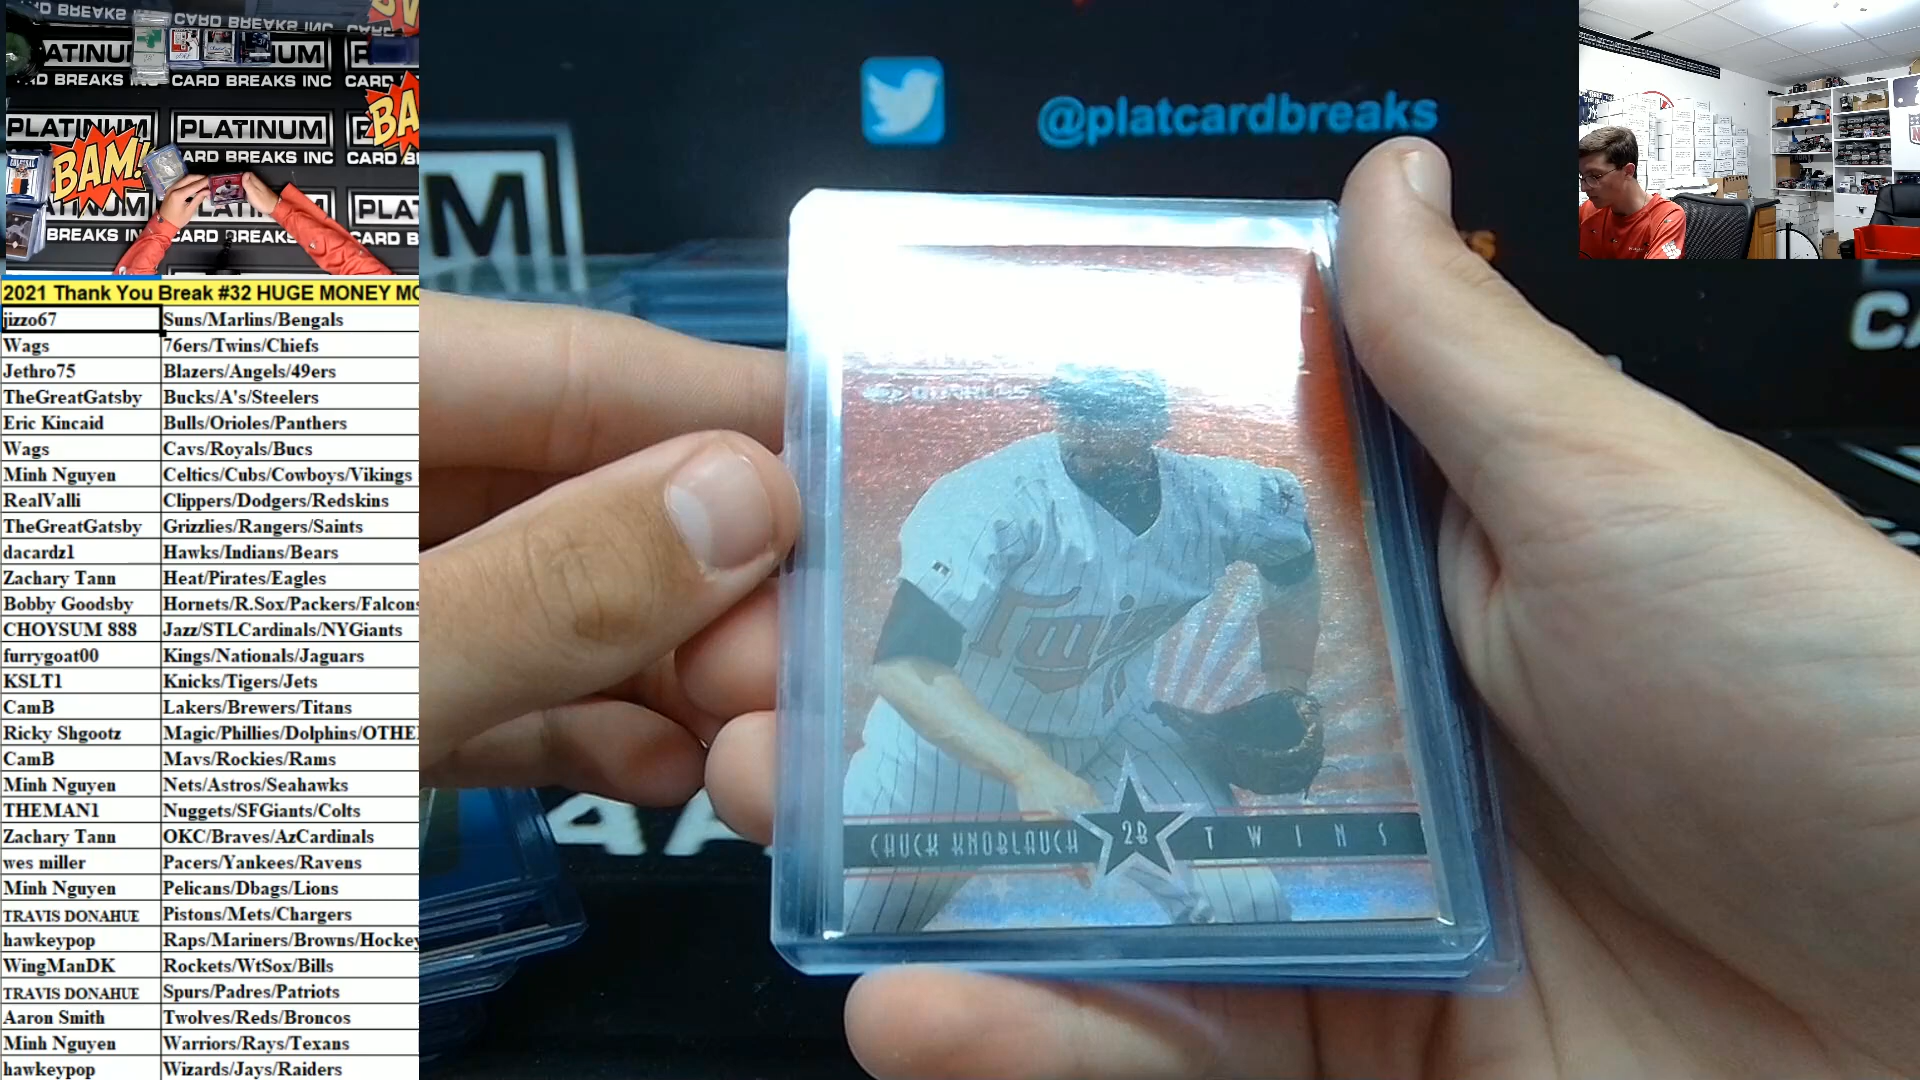 CARD BREAKS INC
PLATINUM
CARD BREAKS INC
BAM!
@platcardbreaks
2021 Thank You Break #32 HUGE MONEY
jizzo67 Suns/Marlins/Bengals
Wags 76ers/Twins/Chiefs
Jethro75 Blazers/Angels/49ers
TheGreatGatsby Bucks/A's/Steelers
Eric Kincaid Bulls/Orioles/Panthers
Wags Cavs/Royals/Bucs
Minh Nguyen Celtics/Cubs/Cowboys/Vikings
RealValli Clippers/Dodgers/Redskins
TheGreatGatsby Grizzlies/Rangers/Saints
dacardz1 Hawks/Indians/Bears
Zachary Tann Heat/Pirates/Eagles
Bobby Goodsby Hornets/R.Sox/Packers/Falcons
CHOYSUM 888 Jazz/STLCardinals/NYGiants
furrygoat00 Kings/Nationals/Jaguars
KSLT1 Knicks/Tigers/Jets
CamB Lakers/Brewers/Titans
Ricky Shgootz Magic/Phillies/Dolphins/OTHE
CamB Mavs/Rockies/Rams
Minh Nguyen Nets/Astros/Seahawks
THEMAN1 Nuggets/SFGiants/Colts
Zachary Tann OKC/Braves/AzCardinals
wes miller Pacers/Yankees/Ravens
Minh Nguyen Pelicans/Dbags/Lions
TRAVIS DONAHUE Pistons/Mets/Chargers
hawkeypop Raps/Mariners/Browns/Hockey
WingManDK Rockets/WtSox/Bills
TRAVIS DONAHUE Spurs/Padres/Patriots
Aaron Smith Twolves/Reds/Broncos
Minh Nguyen Warriors/Rays/Texans
hawkeypop Wizards/Jays/Raiders
Twins
CHUCK KNOBLAUCH 2B TWINS